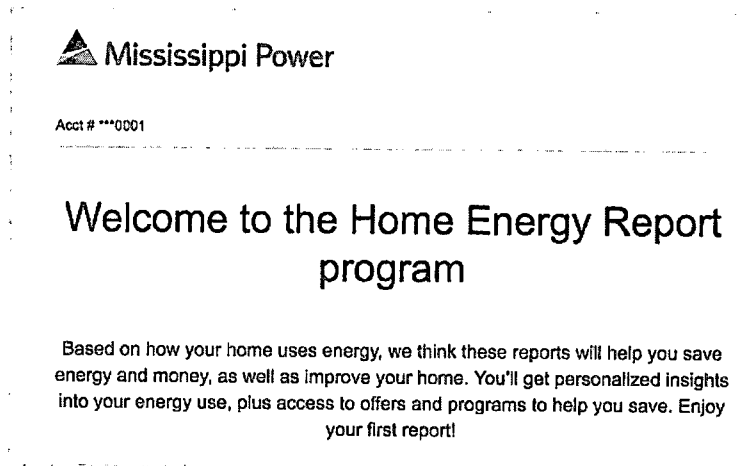 Mississippi Power
Acct # ***0001
Welcome to the Home Energy Report
program
Based on how your home uses energy, we think these reports will help you save
energy and money, as well as improve your home. You'll get personalized insights
into your energy use, plus access to offers and programs to help you save. Enjoy
your first report!